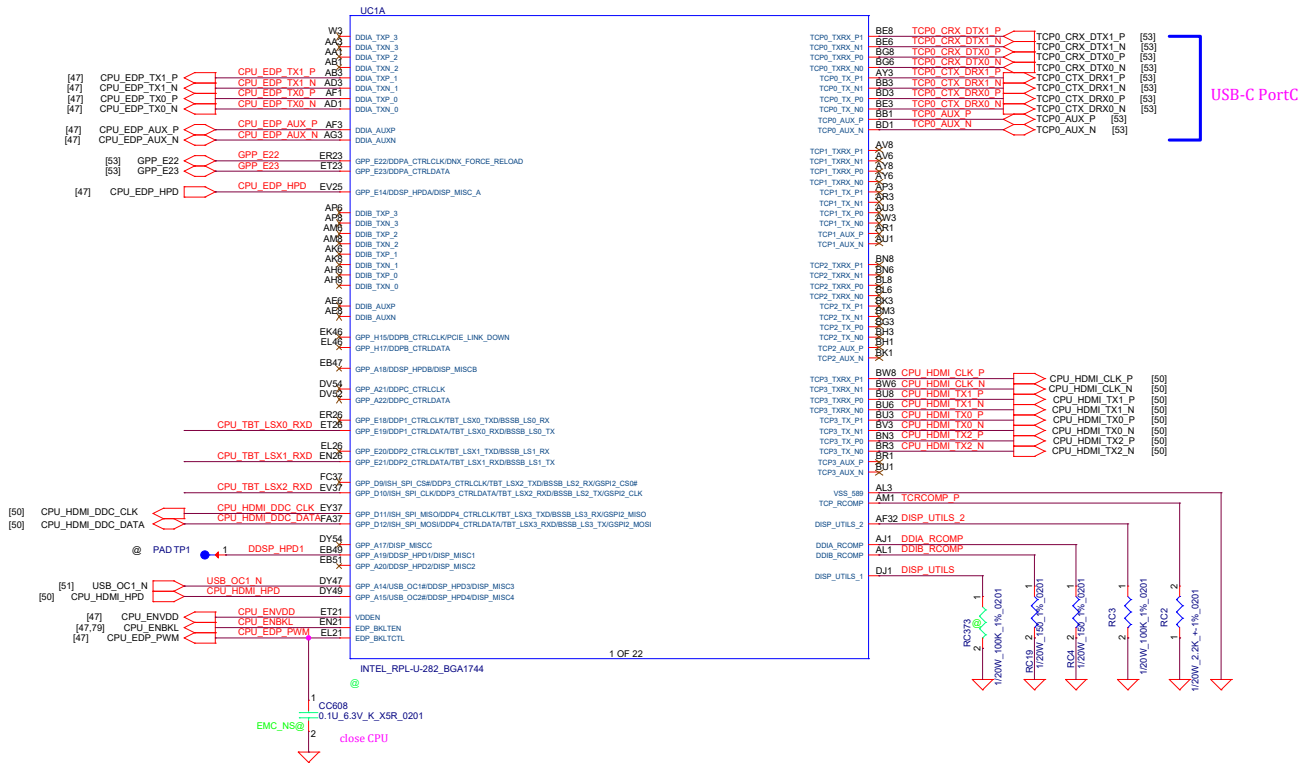 UC1A
W3 DDIA_TXP_3
AA3 DDIA_TXN_3
AA1 DDIA_TXP_2
AB1 DDIA_TXN_2
[47] CPU_EDP_TX1_P CPU_EDP_TX1_P AB3 DDIA_TXP_1
[47] CPU_EDP_TX1_N CPU_EDP_TX1_N AD3 DDIA_TXN_1
[47] CPU_EDP_TX0_P CPU_EDP_TX0_P AF1 DDIA_TXP_0
[47] CPU_EDP_TX0_N CPU_EDP_TX0_N AD1 DDIA_TXN_0
[47] CPU_EDP_AUX_P CPU_EDP_AUX_P AF3 DDIA_AUXP
[47] CPU_EDP_AUX_N CPU_EDP_AUX_N AG3 DDIA_AUXN
[53] GPP_E22 GPP_E22 ER23 GPP_E22/DDPA_CTRLCLK/DNX_FORCE_RELOAD
[53] GPP_E23 GPP_E23 ET23 GPP_E23/DDPA_CTRLDATA
[47] CPU_EDP_HPD CPU_EDP_HPD EV25 GPP_E14/DDSP_HPDA/DISP_MISC_A
AP6 DDIB_TXP_3
AP8 DDIB_TXN_3
AM6 DDIB_TXP_2
AM8 DDIB_TXN_2
AK6 DDIB_TXP_1
AK8 DDIB_TXN_1
AH6 DDIB_TXP_0
AH8 DDIB_TXN_0
AE6 DDIB_AUXP
AE8 DDIB_AUXN
EK46 GPP_H15/DDPB_CTRLCLK/PCIE_LINK_DOWN
EL46 GPP_H17/DDPB_CTRLDATA
EB47 GPP_A18/DDSP_HPDB/DISP_MISCB
DV54 GPP_A21/DDPC_CTRLCLK
DV52 GPP_A22/DDPC_CTRLDATA
ER26 GPP_E18/DDP1_CTRLCLK/TBT_LSX0_TXD/BSSB_LS0_RX
CPU_TBT_LSX0_RXD ET26 GPP_E19/DDP1_CTRLDATA/TBT_LSX0_RXD/BSSB_LS0_TX
EL26 GPP_E20/DDP2_CTRLCLK/TBT_LSX1_TXD/BSSB_LS1_RX
CPU_TBT_LSX1_RXD EN26 GPP_E21/DDP2_CTRLDATA/TBT_LSX1_RXD/BSSB_LS1_TX
FC37 GPP_D9/ISH_SPI_CS#/DDP3_CTRLCLK/TBT_LSX2_TXD/BSSB_LS2_RX/GSPI2_CS0#
CPU_TBT_LSX2_RXD EV37 GPP_D10/ISH_SPI_CLK/DDP3_CTRLDATA/TBT_LSX2_RXD/BSSB_LS2_TX/GSPI2_CLK
[50] CPU_HDMI_DDC_CLK CPU_HDMI_DDC_CLK EY37 GPP_D11/ISH_SPI_MISO/DDP4_CTRLCLK/TBT_LSX3_TXD/BSSB_LS3_RX/GSPI2_MISO
[50] CPU_HDMI_DDC_DATA CPU_HDMI_DDC_DATA FA37 GPP_D12/ISH_SPI_MOSI/DDP4_CTRLDATA/TBT_LSX3_RXD/BSSB_LS3_TX/GSPI2_MOSI
DY54 GPP_A17/DISP_MISCC
@ PAD TP1 1 DDSP_HPD1 EB49 GPP_A19/DDSP_HPD1/DISP_MISC1
EB51 GPP_A20/DDSP_HPD2/DISP_MISC2
[51] USB_OC1_N USB_OC1_N DY47 GPP_A14/USB_OC1#/DDSP_HPD3/DISP_MISC3
[50] CPU_HDMI_HPD CPU_HDMI_HPD DY49 GPP_A15/USB_OC2#/DDSP_HPD4/DISP_MISC4
[47] CPU_ENVDD CPU_ENVDD ET21 VDDEN
[47,79] CPU_ENBKL CPU_ENBKL EN21 EDP_BKLTEN
[47] CPU_EDP_PWM CPU_EDP_PWM EL21 EDP_BKLTCTL
1 OF 22
INTEL_RPL-U-282_BGA1744
@
1
CC608
0.1U_6.3V_K_X5R_0201
EMC_NS@
2
close CPU
TCP0_TXRX_P1 BE8 TCP0_CRX_DTX1_P TCP0_CRX_DTX1_P [53]
TCP0_TXRX_N1 BE6 TCP0_CRX_DTX1_N TCP0_CRX_DTX1_N [53]
TCP0_TXRX_P0 BG8 TCP0_CRX_DTX0_P TCP0_CRX_DTX0_P [53]
TCP0_TXRX_N0 BG6 TCP0_CRX_DTX0_N TCP0_CRX_DTX0_N [53]
TCP0_TX_P1 AY3 TCP0_CTX_DRX1_P TCP0_CTX_DRX1_P [53]
TCP0_TX_N1 BB3 TCP0_CTX_DRX1_N TCP0_CTX_DRX1_N [53]
TCP0_TX_P0 BD3 TCP0_CTX_DRX0_P TCP0_CTX_DRX0_P [53]
TCP0_TX_N0 BE3 TCP0_CTX_DRX0_N TCP0_CTX_DRX0_N [53]
TCP0_AUX_P BB1 TCP0_AUX_P TCP0_AUX_P [53]
TCP0_AUX_N BD1 TCP0_AUX_N TCP0_AUX_N [53]
USB-C PortC
TCP1_TXRX_P1 AV8
TCP1_TXRX_N1 AV6
TCP1_TXRX_P0 AY8
TCP1_TXRX_N0 AY6
TCP1_TX_P1 AP3
TCP1_TX_N1 AR3
TCP1_TX_P0 AU3
TCP1_TX_N0 AW3
TCP1_AUX_P AR1
TCP1_AUX_N AU1
TCP2_TXRX_P1 BN8
TCP2_TXRX_N1 BN6
TCP2_TXRX_P0 BL8
TCP2_TXRX_N0 BL6
TCP2_TX_P1 BK3
TCP2_TX_N1 BM3
TCP2_TX_P0 BG3
TCP2_TX_N0 BH3
TCP2_AUX_P BH1
TCP2_AUX_N BK1
TCP3_TXRX_P1 BW8 CPU_HDMI_CLK_P CPU_HDMI_CLK_P [50]
TCP3_TXRX_N1 BW6 CPU_HDMI_CLK_N CPU_HDMI_CLK_N [50]
TCP3_TXRX_P0 BU8 CPU_HDMI_TX1_P CPU_HDMI_TX1_P [50]
TCP3_TXRX_N0 BU6 CPU_HDMI_TX1_N CPU_HDMI_TX1_N [50]
TCP3_TX_P1 BU3 CPU_HDMI_TX0_P CPU_HDMI_TX0_P [50]
TCP3_TX_N1 BV3 CPU_HDMI_TX0_N CPU_HDMI_TX0_N [50]
TCP3_TX_P0 BN3 CPU_HDMI_TX2_P CPU_HDMI_TX2_P [50]
TCP3_TX_N0 BR3 CPU_HDMI_TX2_N CPU_HDMI_TX2_N [50]
TCP3_AUX_P BR1
TCP3_AUX_N BU1
VSS_589 AL3
TCP_RCOMP AM1 TCRCOMP_P
DISP_UTILS_2 AF32 DISP_UTILS_2
DDIA_RCOMP AJ1 DDIA_RCOMP
DDIB_RCOMP AL1 DDIB_RCOMP
DISP_UTILS_1 DJ1 DISP_UTILS
1 2 RC373 @ 1/20W_100K_1%_0201
1 2 RC19 1/20W_150_1%_0201
1 2 RC4 1/20W_150_1%_0201
1 2 RC3 1/20W_100K_1%_0201
2 1 RC2 1/20W_2.2K_+-1%_0201